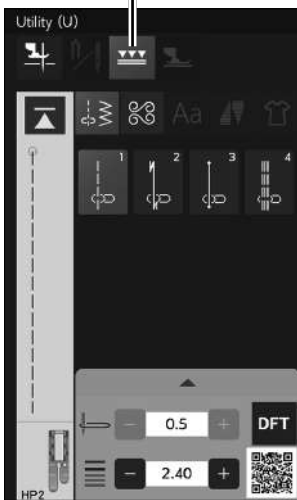 Utility (U)
Aa
1 2 3 4
- 0.5 + DFT
- 2.40 +
HP2